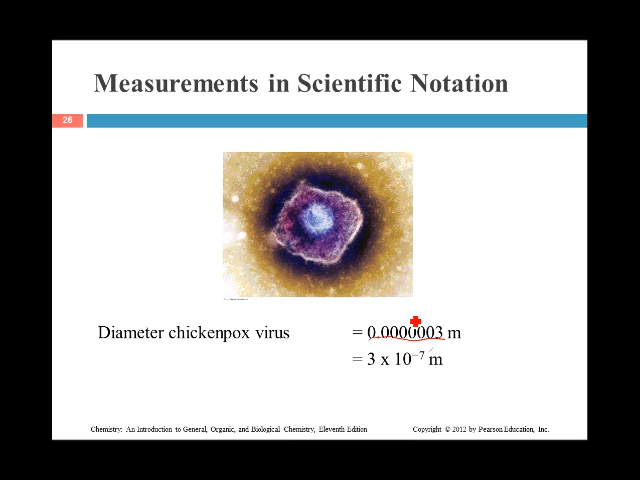 Measurements in Scientific Notation
26
Diameter chickenpox virus = 0.0000003 m
= 3 x 10⁻⁷ m
Chemistry: An Introduction to General, Organic, and Biological Chemistry, Eleventh Edition
Copyright © 2012 by Pearson Education, Inc.